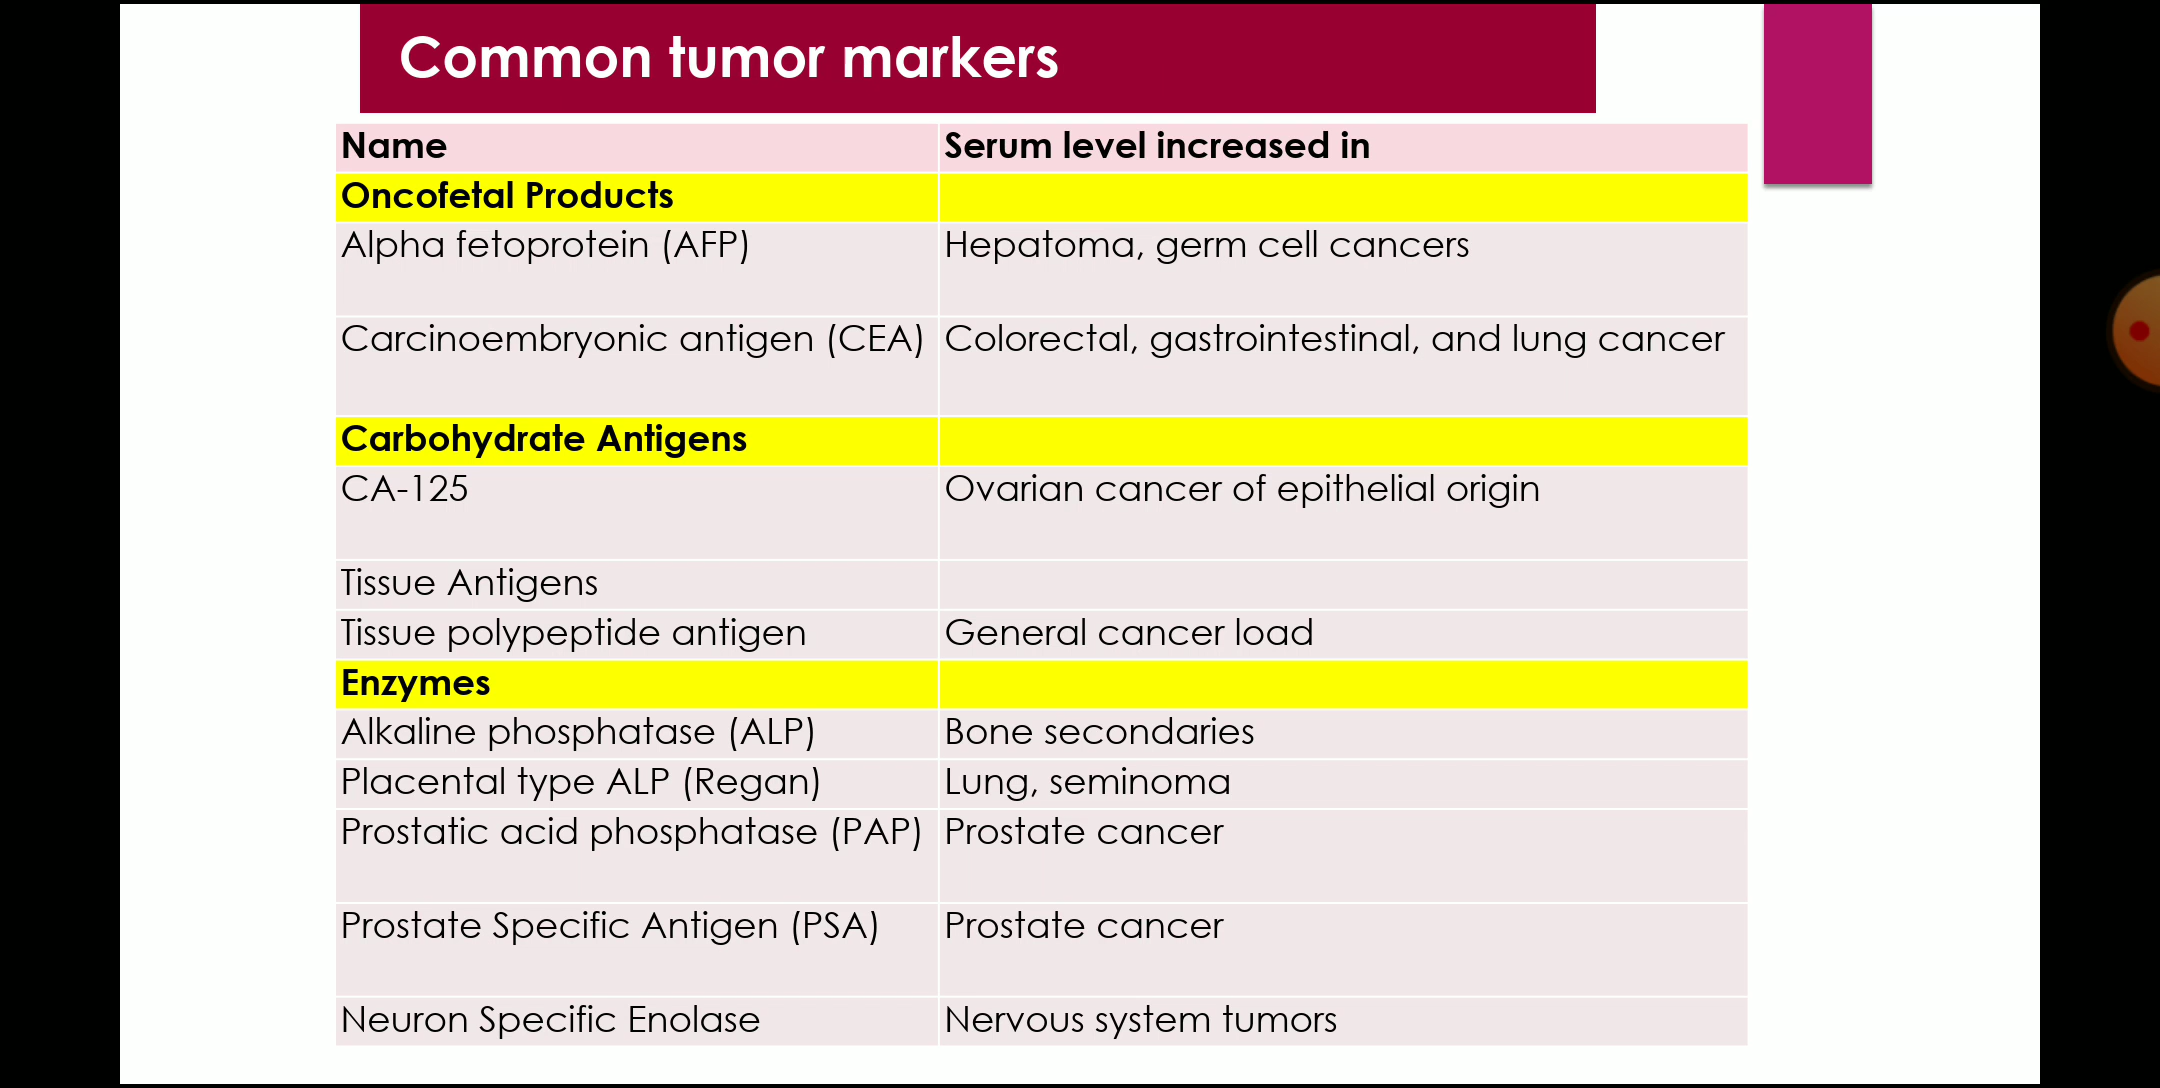 Common tumor markers
Name Serum level increased in
Oncofetal Products
Alpha fetoprotein (AFP) Hepatoma, germ cell cancers
Carcinoembryonic antigen (CEA) Colorectal, gastrointestinal, and lung cancer
Carbohydrate Antigens
CA-125 Ovarian cancer of epithelial origin
Tissue Antigens
Tissue polypeptide antigen General cancer load
Enzymes
Alkaline phosphatase (ALP) Bone secondaries
Placental type ALP (Regan) Lung, seminoma
Prostatic acid phosphatase (PAP) Prostate cancer
Prostate Specific Antigen (PSA) Prostate cancer
Neuron Specific Enolase Nervous system tumors